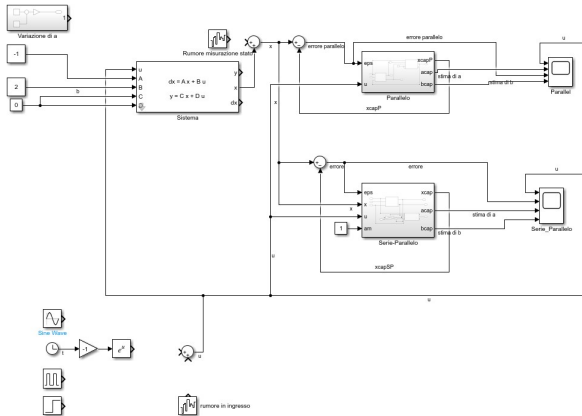 1
Variazione di a
-1
2
0
b
u
A
B
C
D
dx = A x + B u
y = C x + D u
y
x
dx
Sistema
Rumore misurazione stato
x
errore parallelo
errore parallelo
eps
u
xcapP
acap
bcap
stima di a
stima di b
Parallelo
xcapP
u
Parallel
x
errore
errore
eps
x
u
am
xcap
acap
bcap
x
1
stima di a
stima di b
Serie-Parallelo
xcapSP
u
Serie_Parallelo
u
u
Sine Wave
t
-1
u
rumore in ingresso